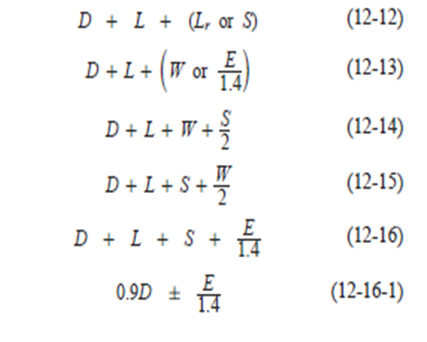 D + L + (Lr or S) (12-12)
D + L + (W or E/1.4) (12-13)
D + L + W + S/2 (12-14)
D + L + S + W/2 (12-15)
D + L + S + E/1.4 (12-16)
0.9D ± E/1.4 (12-16-1)